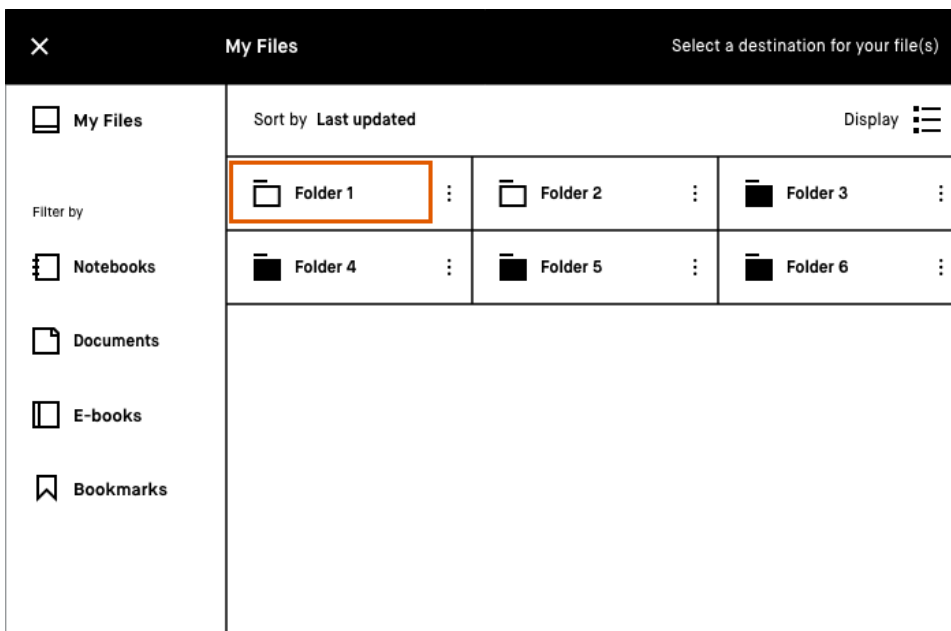 My Files
Select a destination for your file(s)
My Files
Sort by Last updated
Display
Folder 1
Folder 2
Folder 3
Filter by
Notebooks
Folder 4
Folder 5
Folder 6
Documents
E-books
Bookmarks